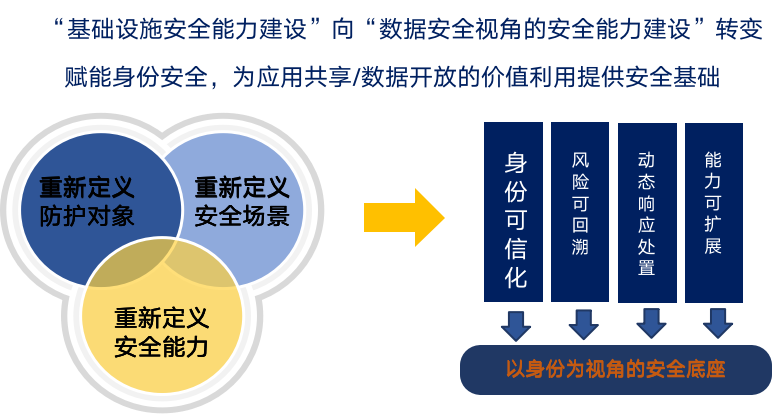 “基础设施安全能力建设”向“数据安全视角的安全能力建设”转变
赋能身份安全，为应用共享/数据开放的价值利用提供安全基础
重新定义
防护对象
重新定义
安全场景
重新定义
安全能力
身份可信化
风险可回溯
动态响应处置
能力可扩展
以身份为视角的安全底座